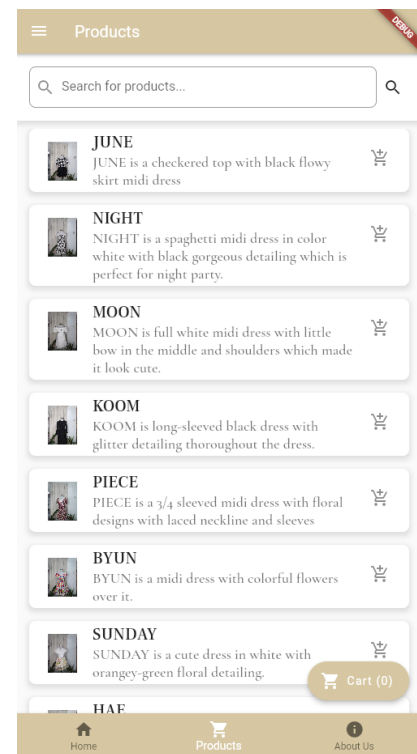 Products
DEBUG
Search for products...
JUNE
JUNE is a checkered top with black flowy
skirt midi dress
NIGHT
NIGHT is a spaghetti midi dress in color
white with black gorgeous detailing which is
perfect for night party.
MOON
MOON is full white midi dress with little
bow in the middle and shoulders which made
it look cute.
KOOM
KOOM is long-sleeved black dress with
glitter detailing thoroughout the dress.
PIECE
PIECE is a 3/4 sleeved midi dress with floral
designs with laced neckline and sleeves
BYUN
BYUN is a midi dress with colorful flowers
over it.
SUNDAY
SUNDAY is a cute dress in white with
orangey-green floral detailing.
Cart (0)
HAE
Home
Products
About Us